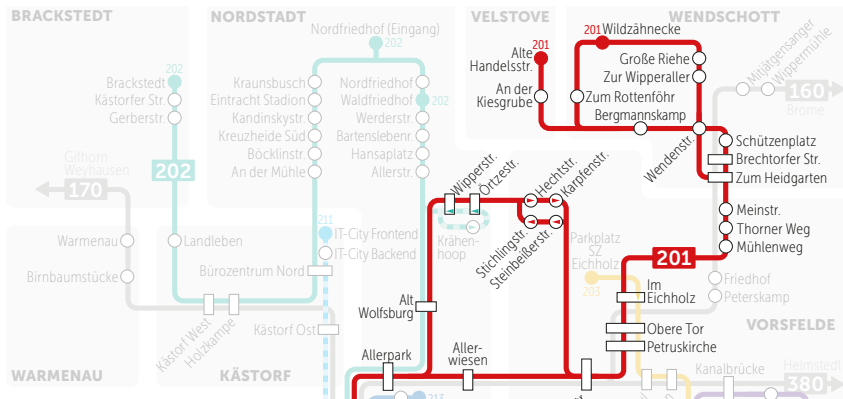 BRACKSTEDT
NORDSTADT
VELSTOVE
WENDSCHOTT
Nordfriedhof (Eingang)
202
201
Alte
Handelsstr.
An der
Kiesgrube
201 Wildzähnecke
Große Riehe
Zur Wipperaller
Zum Rottenföhr
Bergmannskamp
Wendenstr.
Mitjätgensanger
Wippermühle
160
Brome
202
Brackstedt
Kästorfer Str.
Gerberstr.
202
Kraunsbusch
Eintracht Stadion
Kandinskystr.
Kreuzheide Süd
Böcklinstr.
An der Mühle
Nordfriedhof
Waldfriedhof 202
Werderstr.
Bartenslebenr.
Hansaplatz
Allerstr.
Schützenplatz
Brechtorfer Str.
Zum Heidgarten
Meinstr.
Thorner Weg
Mühlenweg
201
Gifhorn
Weyhausen
170
Warmenau
Birnbaumstücke
Landleben
211
IT-City Frontend
IT-City Backend
Bürozentrum Nord
Kästorf West
Holzkampe
Kästorf Ost
Wipperstr.
Örtzestr.
Hechtstr.
Karpfenstr.
Krähen-
hoop
Stichlingstr.
Steinbeißerstr.
Parkplatz
SZ
Eichholz
203
Im
Eichholz
Friedhof
Peterskamp
Alt
Wolfsburg
Obere Tor
Petruskirche
VORSFELDE
Allerpark
Aller-
wiesen
Kanalbrücke
Helmstedt
380
WARMENAU
KÄSTORF
213